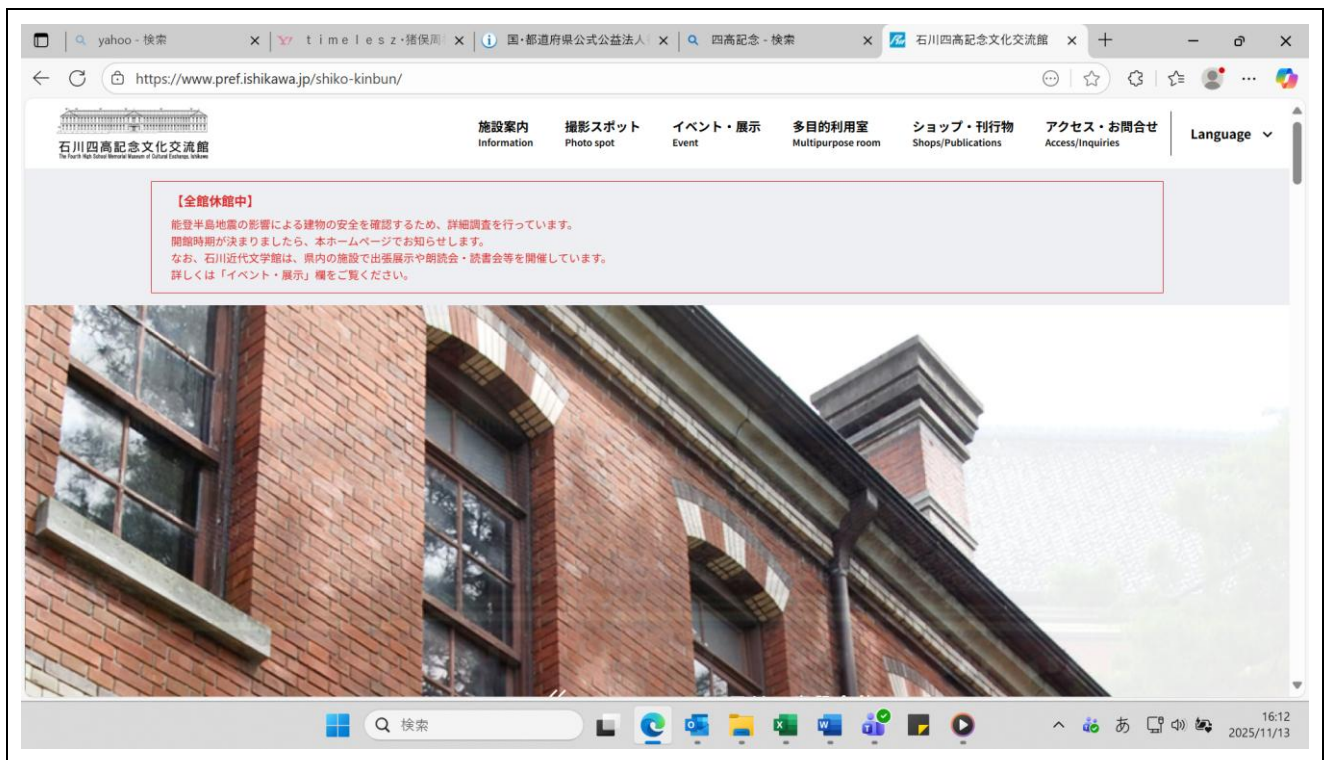 yahoo - 検索
ｔｉｍｅｌｅｓｚ・猪俣周
国・都道府県公式公益法人
四高記念 - 検索
石川四高記念文化交流館
https://www.pref.ishikawa.jp/shiko-kinbun/
石川四高記念文化交流館
The Fourth High School Memorial Museum of Cultural Exchange, Ishikawa
施設案内
Information
撮影スポット
Photo spot
イベント・展示
Event
多目的利用室
Multipurpose room
ショップ・刊行物
Shops/Publications
アクセス・お問合せ
Access/Inquiries
Language
【全館休館中】
能登半島地震の影響による建物の安全を確認するため、詳細調査を行っています。
開館時期が決まりましたら、本ホームページでお知らせします。
なお、石川近代文学館は、県内の施設で出張展示や朗読会・読書会等を開催しています。
詳しくは「イベント・展示」欄をご覧ください。
検索
あ
16:12
2025/11/13